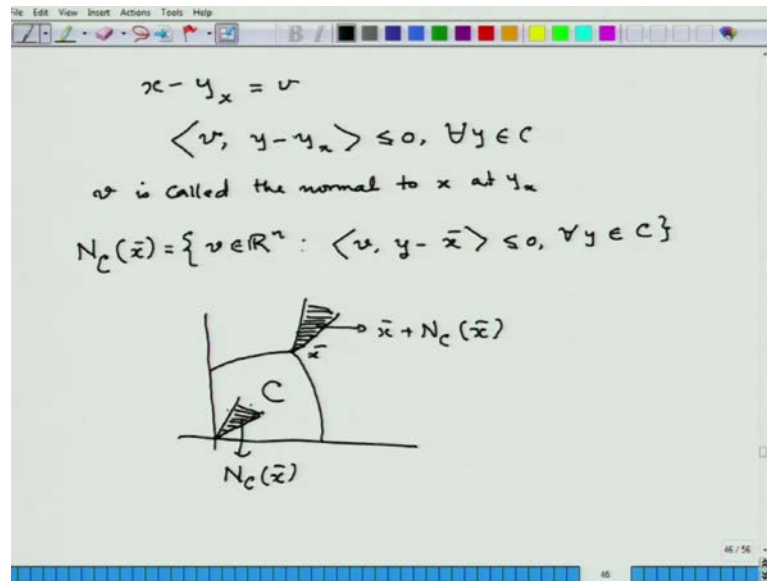 File Edit View Insert Actions Tools Help
x - y_x = v
⟨v, y - y_x⟩ ≤ 0, ∀ y ∈ C
v is called the normal to x at y_x
N_C(x̄) = { v ∈ ℝⁿ : ⟨v, y - x̄⟩ ≤ 0, ∀ y ∈ C }
x̄ + N_C(x̄)
x̄
C
N_C(x̄)
46 / 56
46